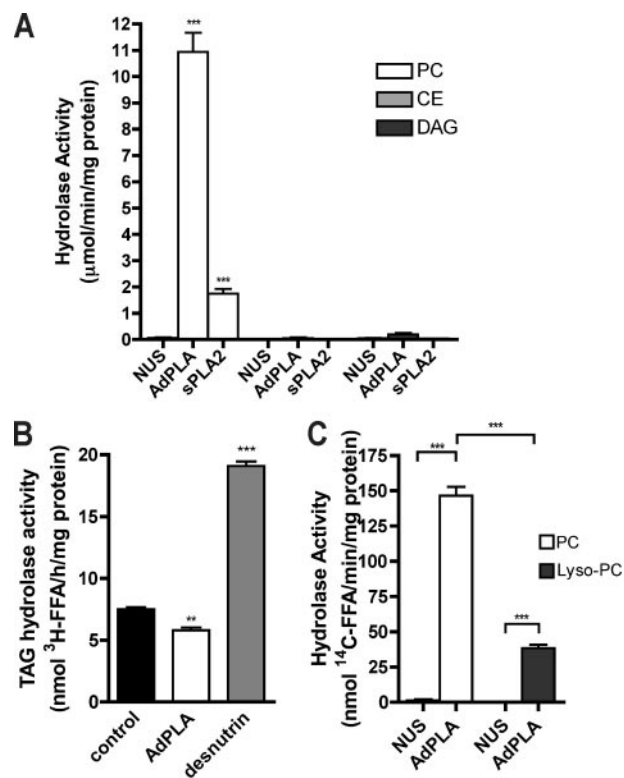 A
Hydrolase Activity
(µmol/min/mg protein)
12
11
10
9
8
7
6
5
4
3
2
1
0
***
***
PC
CE
DAG
NUS
AdPLA
sPLA2
NUS
AdPLA
sPLA2
NUS
AdPLA
sPLA2
B
TAG hydrolase activity
(nmol ³H-FFA/h/mg protein)
20
15
10
5
0
**
***
control
AdPLA
desnutrin
C
Hydrolase Activity
(nmol ¹⁴C-FFA/min/mg protein)
175
150
125
100
75
50
25
0
***
***
***
PC
Lyso-PC
NUS
AdPLA
NUS
AdPLA